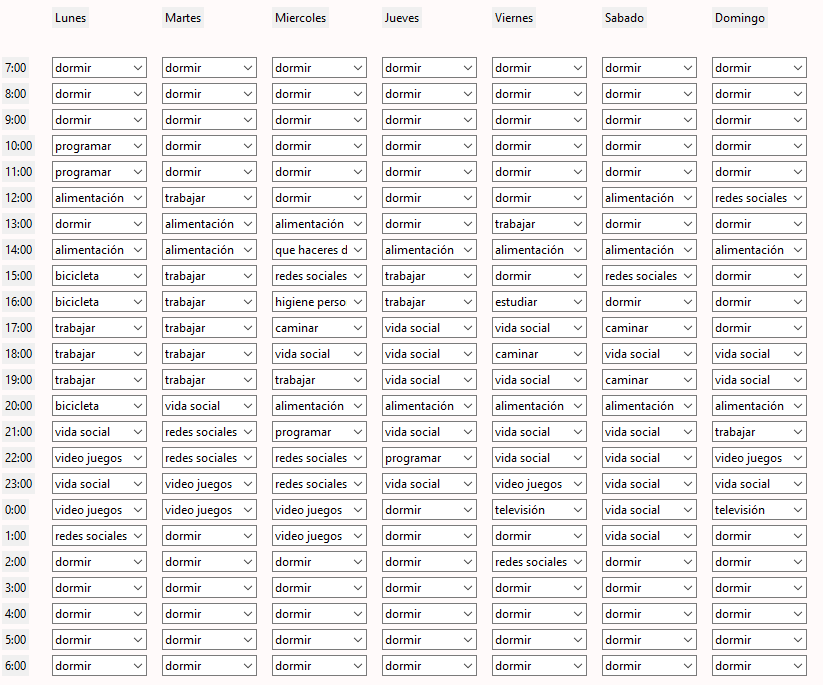 Lunes Martes Miercoles Jueves Viernes Sabado Domingo
7:00 dormir dormir dormir dormir dormir dormir dormir
8:00 dormir dormir dormir dormir dormir dormir dormir
9:00 dormir dormir dormir dormir dormir dormir dormir
10:00 programar dormir dormir dormir dormir dormir dormir
11:00 programar dormir dormir dormir dormir dormir dormir
12:00 alimentación trabajar dormir dormir dormir alimentación redes sociales
13:00 dormir alimentación alimentación dormir trabajar dormir dormir
14:00 alimentación alimentación que haceres d alimentación alimentación alimentación alimentación
15:00 bicicleta trabajar redes sociales trabajar dormir redes sociales dormir
16:00 bicicleta trabajar higiene perso trabajar estudiar dormir dormir
17:00 trabajar trabajar caminar vida social vida social caminar dormir
18:00 trabajar trabajar vida social vida social caminar vida social vida social
19:00 trabajar trabajar trabajar vida social vida social caminar vida social
20:00 bicicleta vida social alimentación alimentación alimentación alimentación alimentación
21:00 vida social redes sociales programar vida social vida social vida social trabajar
22:00 video juegos redes sociales redes sociales programar vida social vida social video juegos
23:00 vida social video juegos redes sociales vida social video juegos vida social vida social
0:00 video juegos video juegos video juegos dormir televisión vida social televisión
1:00 redes sociales dormir video juegos dormir dormir vida social dormir
2:00 dormir dormir dormir dormir redes sociales dormir dormir
3:00 dormir dormir dormir dormir dormir dormir dormir
4:00 dormir dormir dormir dormir dormir dormir dormir
5:00 dormir dormir dormir dormir dormir dormir dormir
6:00 dormir dormir dormir dormir dormir dormir dormir